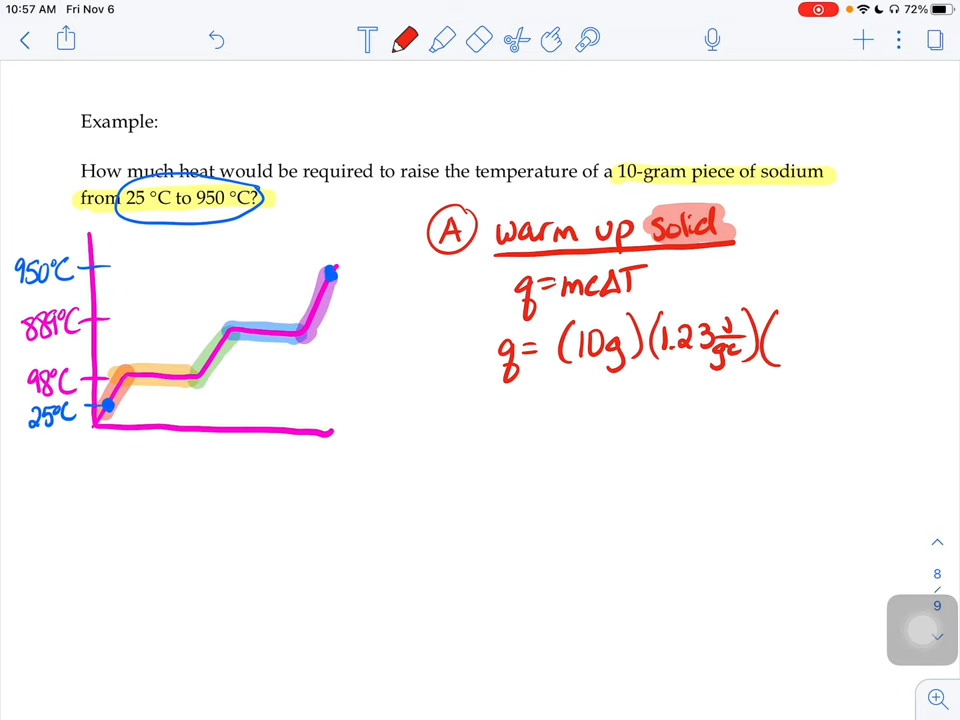 10:57 AM Fri Nov 6
72%
T
Example:
How much heat would be required to raise the temperature of a 10-gram piece of sodium
from 25 °C to 950 °C?
A warm up solid
q=mcΔT
q= (10g)(1.23 J/g°C)(
950°C
889°C
98°C
25°C
8
/
9